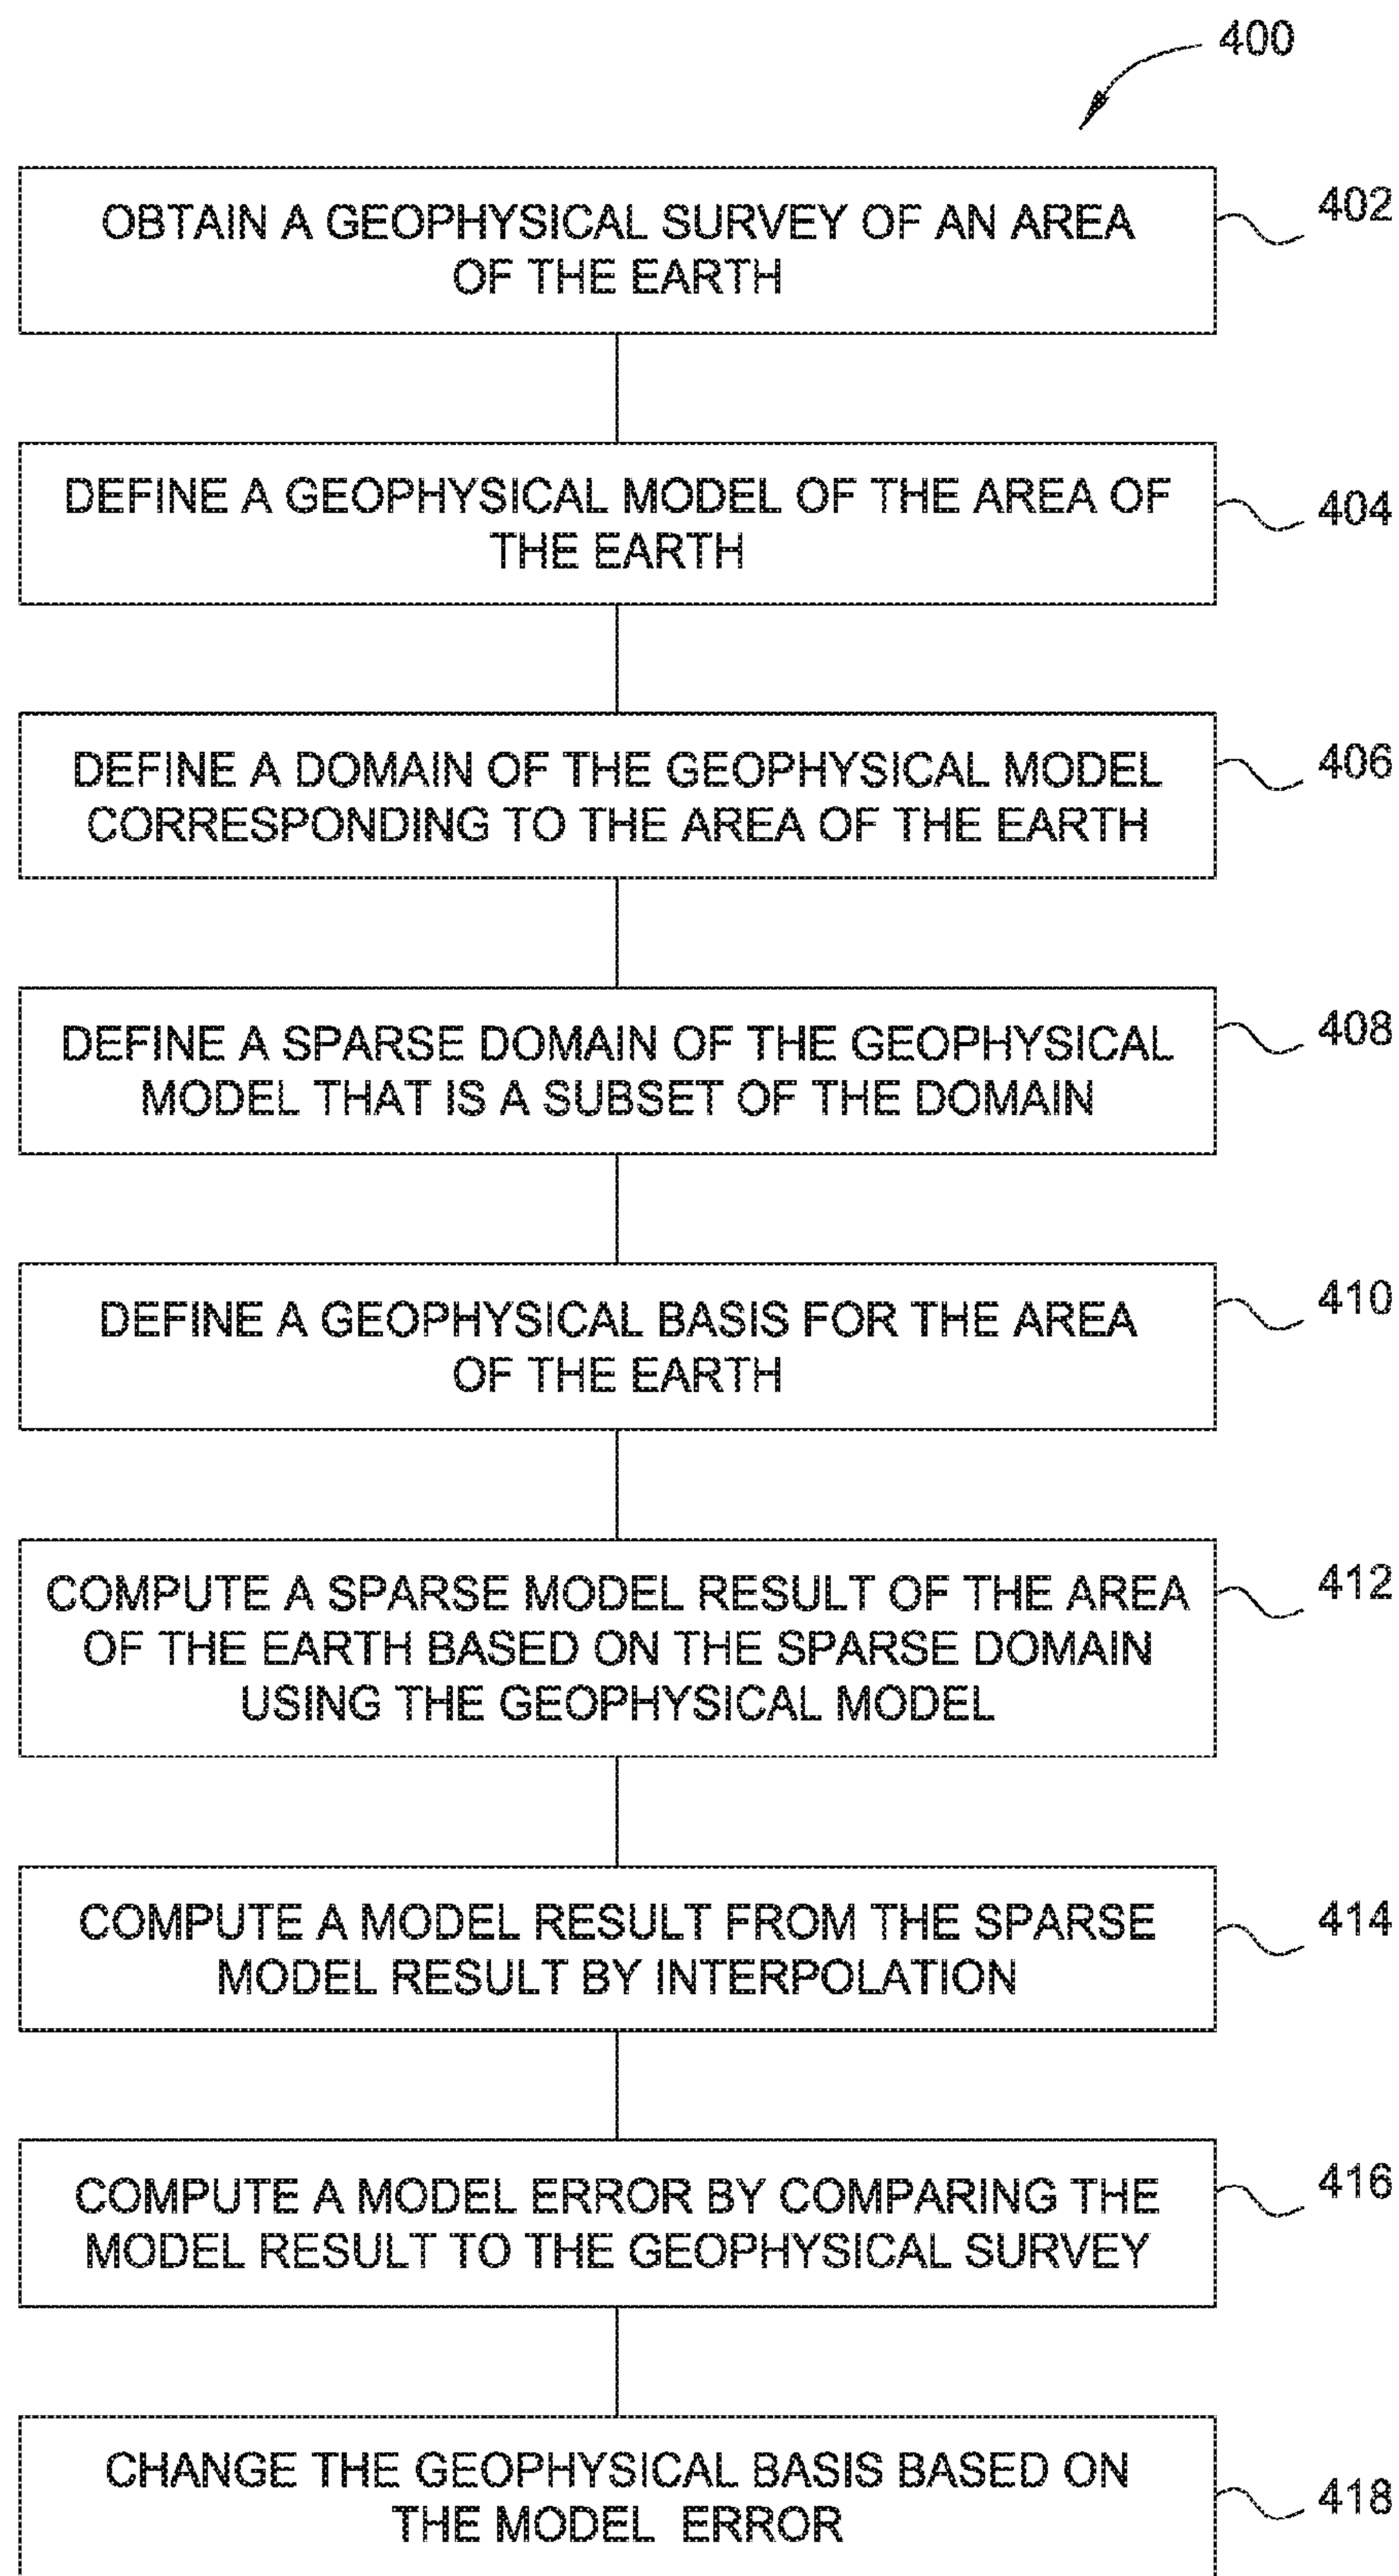 400
OBTAIN A GEOPHYSICAL SURVEY OF AN AREA
OF THE EARTH
402
DEFINE A GEOPHYSICAL MODEL OF THE AREA OF
THE EARTH
404
DEFINE A DOMAIN OF THE GEOPHYSICAL MODEL
CORRESPONDING TO THE AREA OF THE EARTH
406
DEFINE A SPARSE DOMAIN OF THE GEOPHYSICAL
MODEL THAT IS A SUBSET OF THE DOMAIN
408
DEFINE A GEOPHYSICAL BASIS FOR THE AREA
OF THE EARTH
410
COMPUTE A SPARSE MODEL RESULT OF THE AREA
OF THE EARTH BASED ON THE SPARSE DOMAIN
USING THE GEOPHYSICAL MODEL
412
COMPUTE A MODEL RESULT FROM THE SPARSE
MODEL RESULT BY INTERPOLATION
414
COMPUTE A MODEL ERROR BY COMPARING THE
MODEL RESULT TO THE GEOPHYSICAL SURVEY
416
CHANGE THE GEOPHYSICAL BASIS BASED ON
THE MODEL ERROR
418